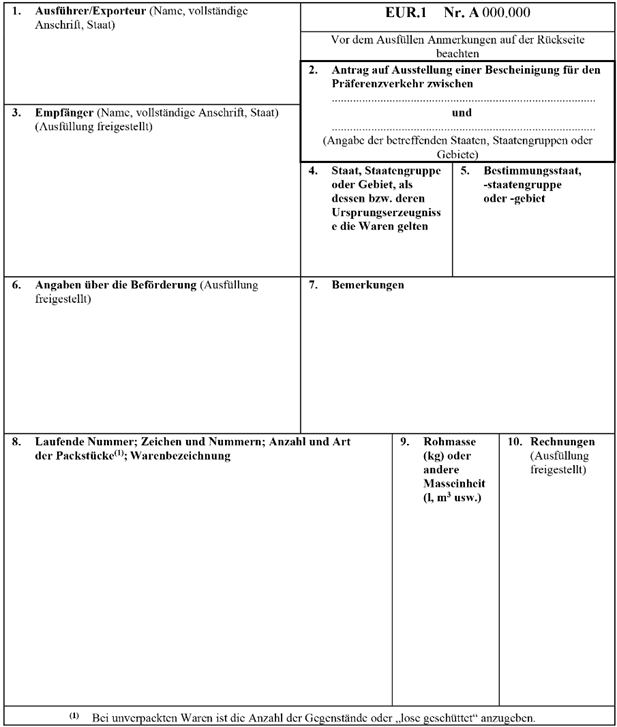 1. Ausführer/Exporteur (Name, vollständige
Anschrift, Staat)
EUR.1 Nr. A 000,000
Vor dem Ausfüllen Anmerkungen auf der Rückseite
beachten
2. Antrag auf Ausstellung einer Bescheinigung für den
Präferenzverkehr zwischen
und
(Angabe der betreffenden Staaten, Staatengruppen oder
Gebiete)
3. Empfänger (Name, vollständige Anschrift, Staat)
(Ausfüllung freigestellt)
4. Staat, Staatengruppe
oder Gebiet, als
dessen bzw. deren
Ursprungserzeugniss
e die Waren gelten
5. Bestimmungsstaat,
-staatengruppe
oder -gebiet
6. Angaben über die Beförderung (Ausfüllung
freigestellt)
7. Bemerkungen
8. Laufende Nummer; Zeichen und Nummern; Anzahl und Art
der Packstücke⁽¹⁾; Warenbezeichnung
9. Rohmasse
(kg) oder
andere
Masseinheit
(l, m³ usw.)
10. Rechnungen
(Ausfüllung
freigestellt)
(1) Bei unverpackten Waren ist die Anzahl der Gegenstände oder „lose geschüttet“ anzugeben.